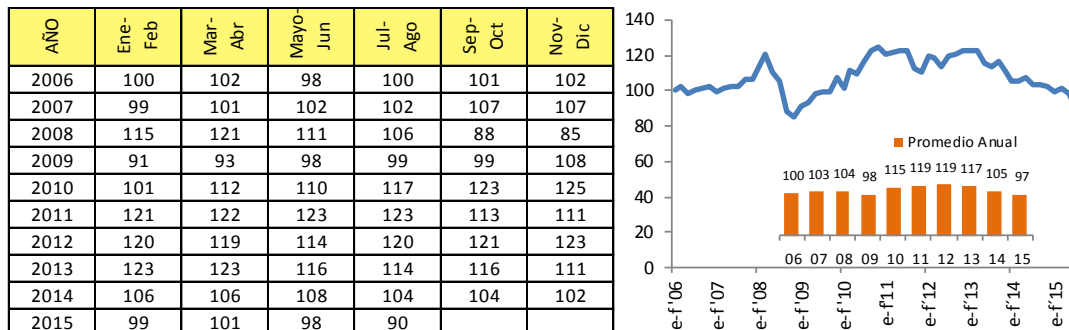 AÑO Ene-Feb Mar-Abr Mayo-Jun Jul-Ago Sep-Oct Nov-Dic
2006 100 102 98 100 101 102
2007 99 101 102 102 107 107
2008 115 121 111 106 88 85
2009 91 93 98 99 99 108
2010 101 112 110 117 123 125
2011 121 122 123 123 113 111
2012 120 119 114 120 121 123
2013 123 123 116 114 116 111
2014 106 106 108 104 104 102
2015 99 101 98 90
140
120
100
80
60
40
20
0
Promedio Anual
100 103 104 98 115 119 119 117 105 97
06 07 08 09 10 11 12 13 14 15
e-f'06 e-f'07 e-f'08 e-f'09 e-f'10 e-f'11 e-f'12 e-f'13 e-f'14 e-f'15